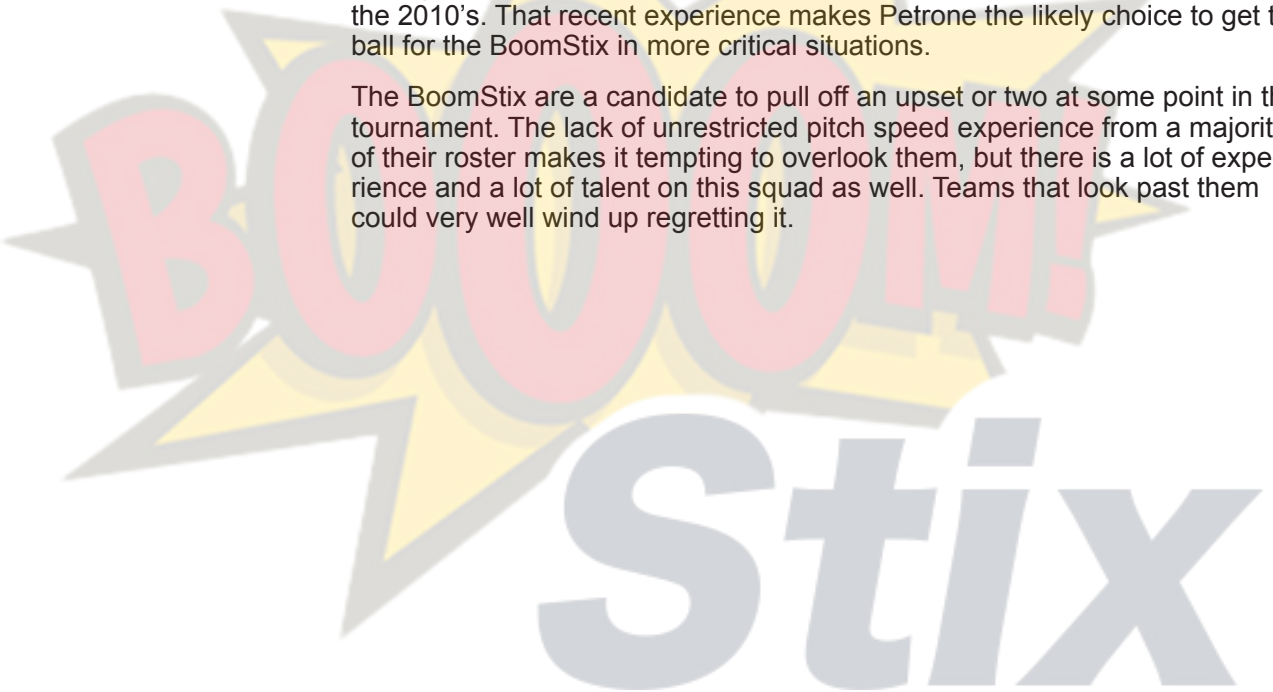 the 2010's. That recent experience makes Petrone the likely choice to get t
ball for the BoomStix in more critical situations.
The BoomStix are a candidate to pull off an upset or two at some point in th
tournament. The lack of unrestricted pitch speed experience from a majorit
of their roster makes it tempting to overlook them, but there is a lot of expe
rience and a lot of talent on this squad as well. Teams that look past them
could very well wind up regretting it.
BOOOM!
Stix